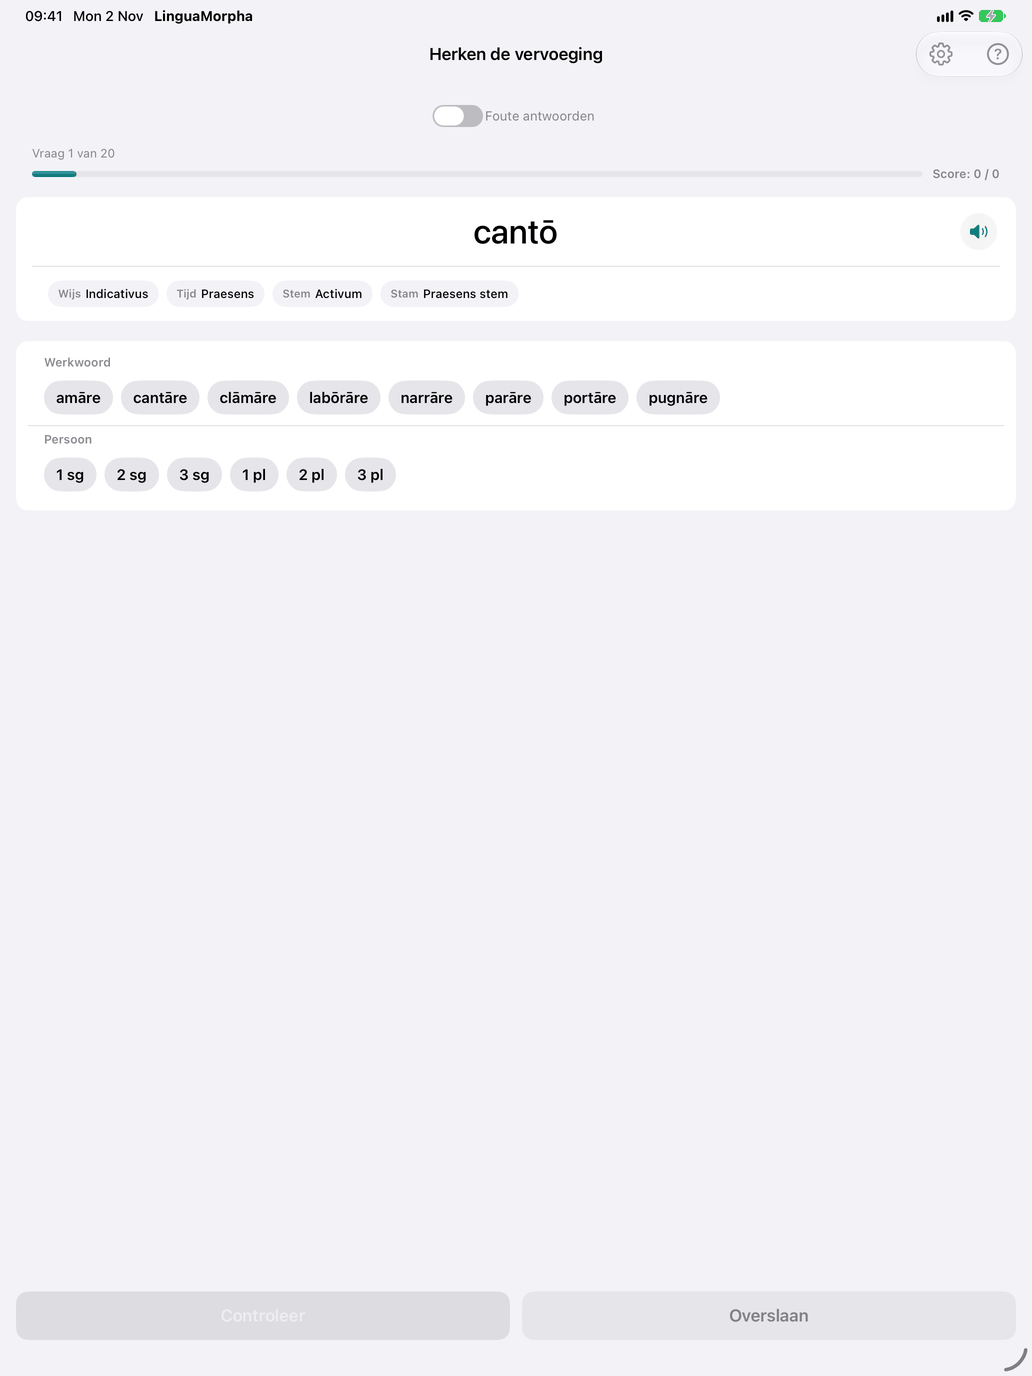 09:41 Mon 2 Nov LinguaMorpha
Herken de vervoeging
Foute antwoorden
Vraag 1 van 20
Score: 0 / 0
cantō
Wijs Indicativus Tijd Praesens Stem Activum Stam Praesens stem
Werkwoord
amāre cantāre clāmāre labōrāre narrāre parāre portāre pugnāre
Persoon
1 sg 2 sg 3 sg 1 pl 2 pl 3 pl
Controleer Overslaan